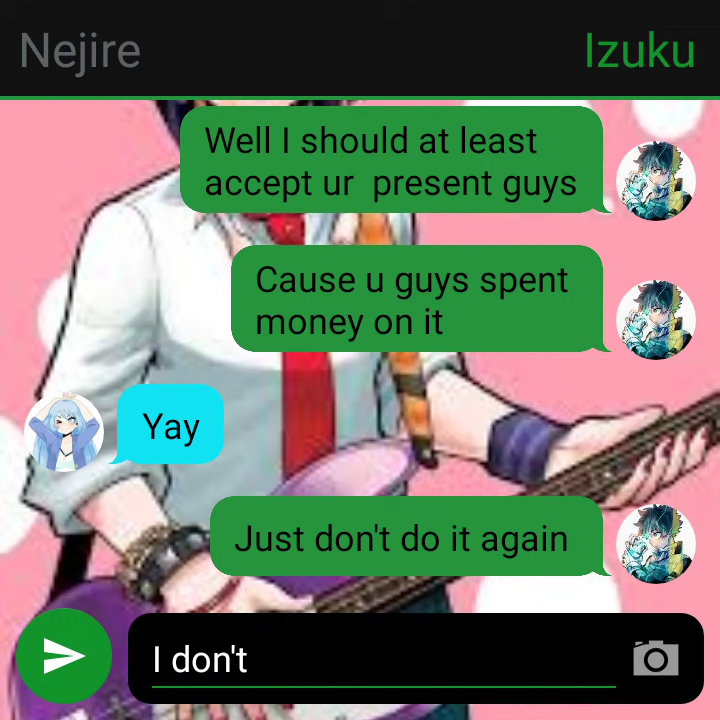 Nejire Izuku
Well I should at least
accept ur  present guys
Cause u guys spent
money on it
Yay
Just don't do it again
I don't